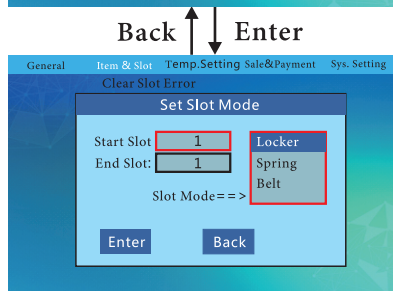 Back Enter
General Item & Slot Temp.Setting Sale&Payment Sys. Setting
Clear Slot Error
Set Slot Mode
Start Slot 1 Locker
End Slot: 1 Spring
Belt
Slot Mode==>
Enter Back